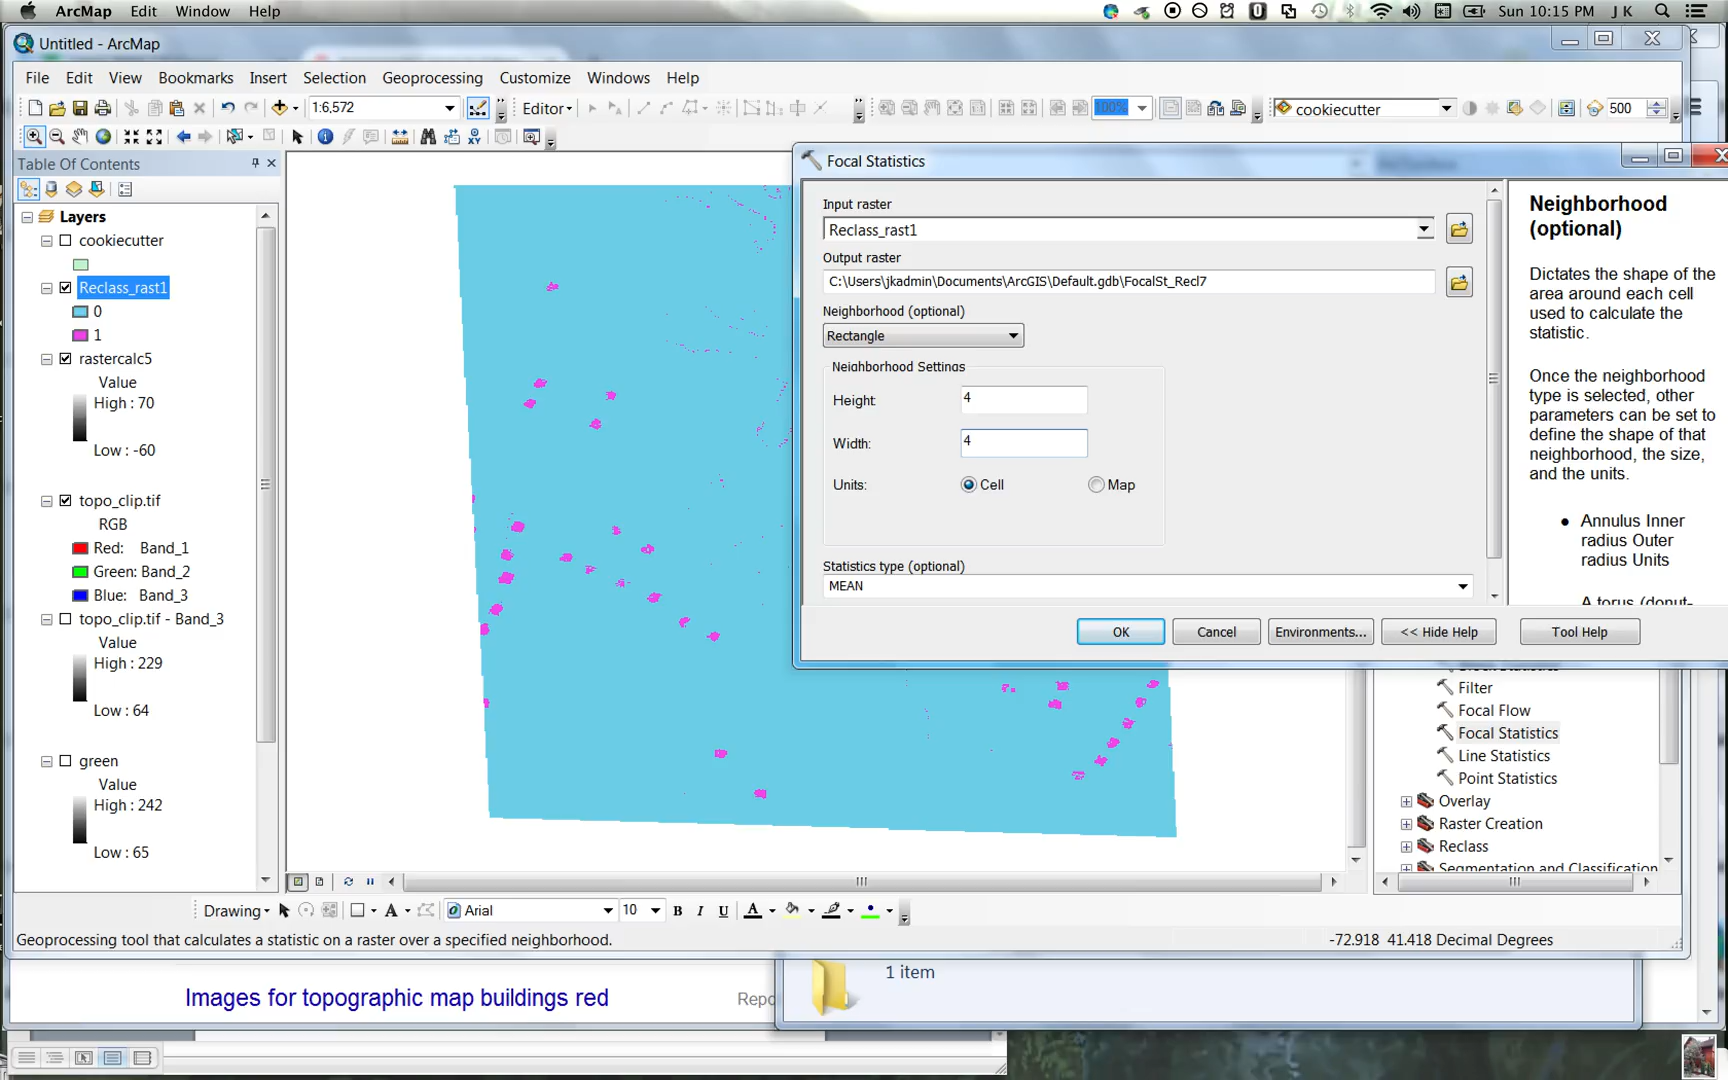 ArcMap Edit Window Help Sun 10:15 PM J K
Untitled - ArcMap
File Edit View Bookmarks Insert Selection Geoprocessing Customize Windows Help
1:6,572 Editor 100% cookiecutter 500
Table Of Contents
Layers
cookiecutter
Reclass_rast1
0
1
rastercalc5
Value
High : 70
Low : -60
topo_clip.tif
RGB
Red: Band_1
Green: Band_2
Blue: Band_3
topo_clip.tif - Band_3
Value
High : 229
Low : 64
green
Value
High : 242
Low : 65
Focal Statistics
Input raster
Reclass_rast1
Output raster
C:\Users\jkadmin\Documents\ArcGIS\Default.gdb\FocalSt_Recl7
Neighborhood (optional)
Rectangle
Neighborhood Settings
Height: 4
Width: 4
Units: Cell Map
Statistics type (optional)
MEAN
OK Cancel Environments... << Hide Help Tool Help
Neighborhood
(optional)
Dictates the shape of the
area around each cell
used to calculate the
statistic.
Once the neighborhood
type is selected, other
parameters can be set to
define the shape of that
neighborhood, the size,
and the units.
● Annulus Inner
radius Outer
radius Units
A torus (donut-
Filter
Focal Flow
Focal Statistics
Line Statistics
Point Statistics
Overlay
Raster Creation
Reclass
Segmentation and Classification
Drawing A Arial 10 B I U A
Geoprocessing tool that calculates a statistic on a raster over a specified neighborhood.
-72.918 41.418 Decimal Degrees
1 item
Images for topographic map buildings red
Repo